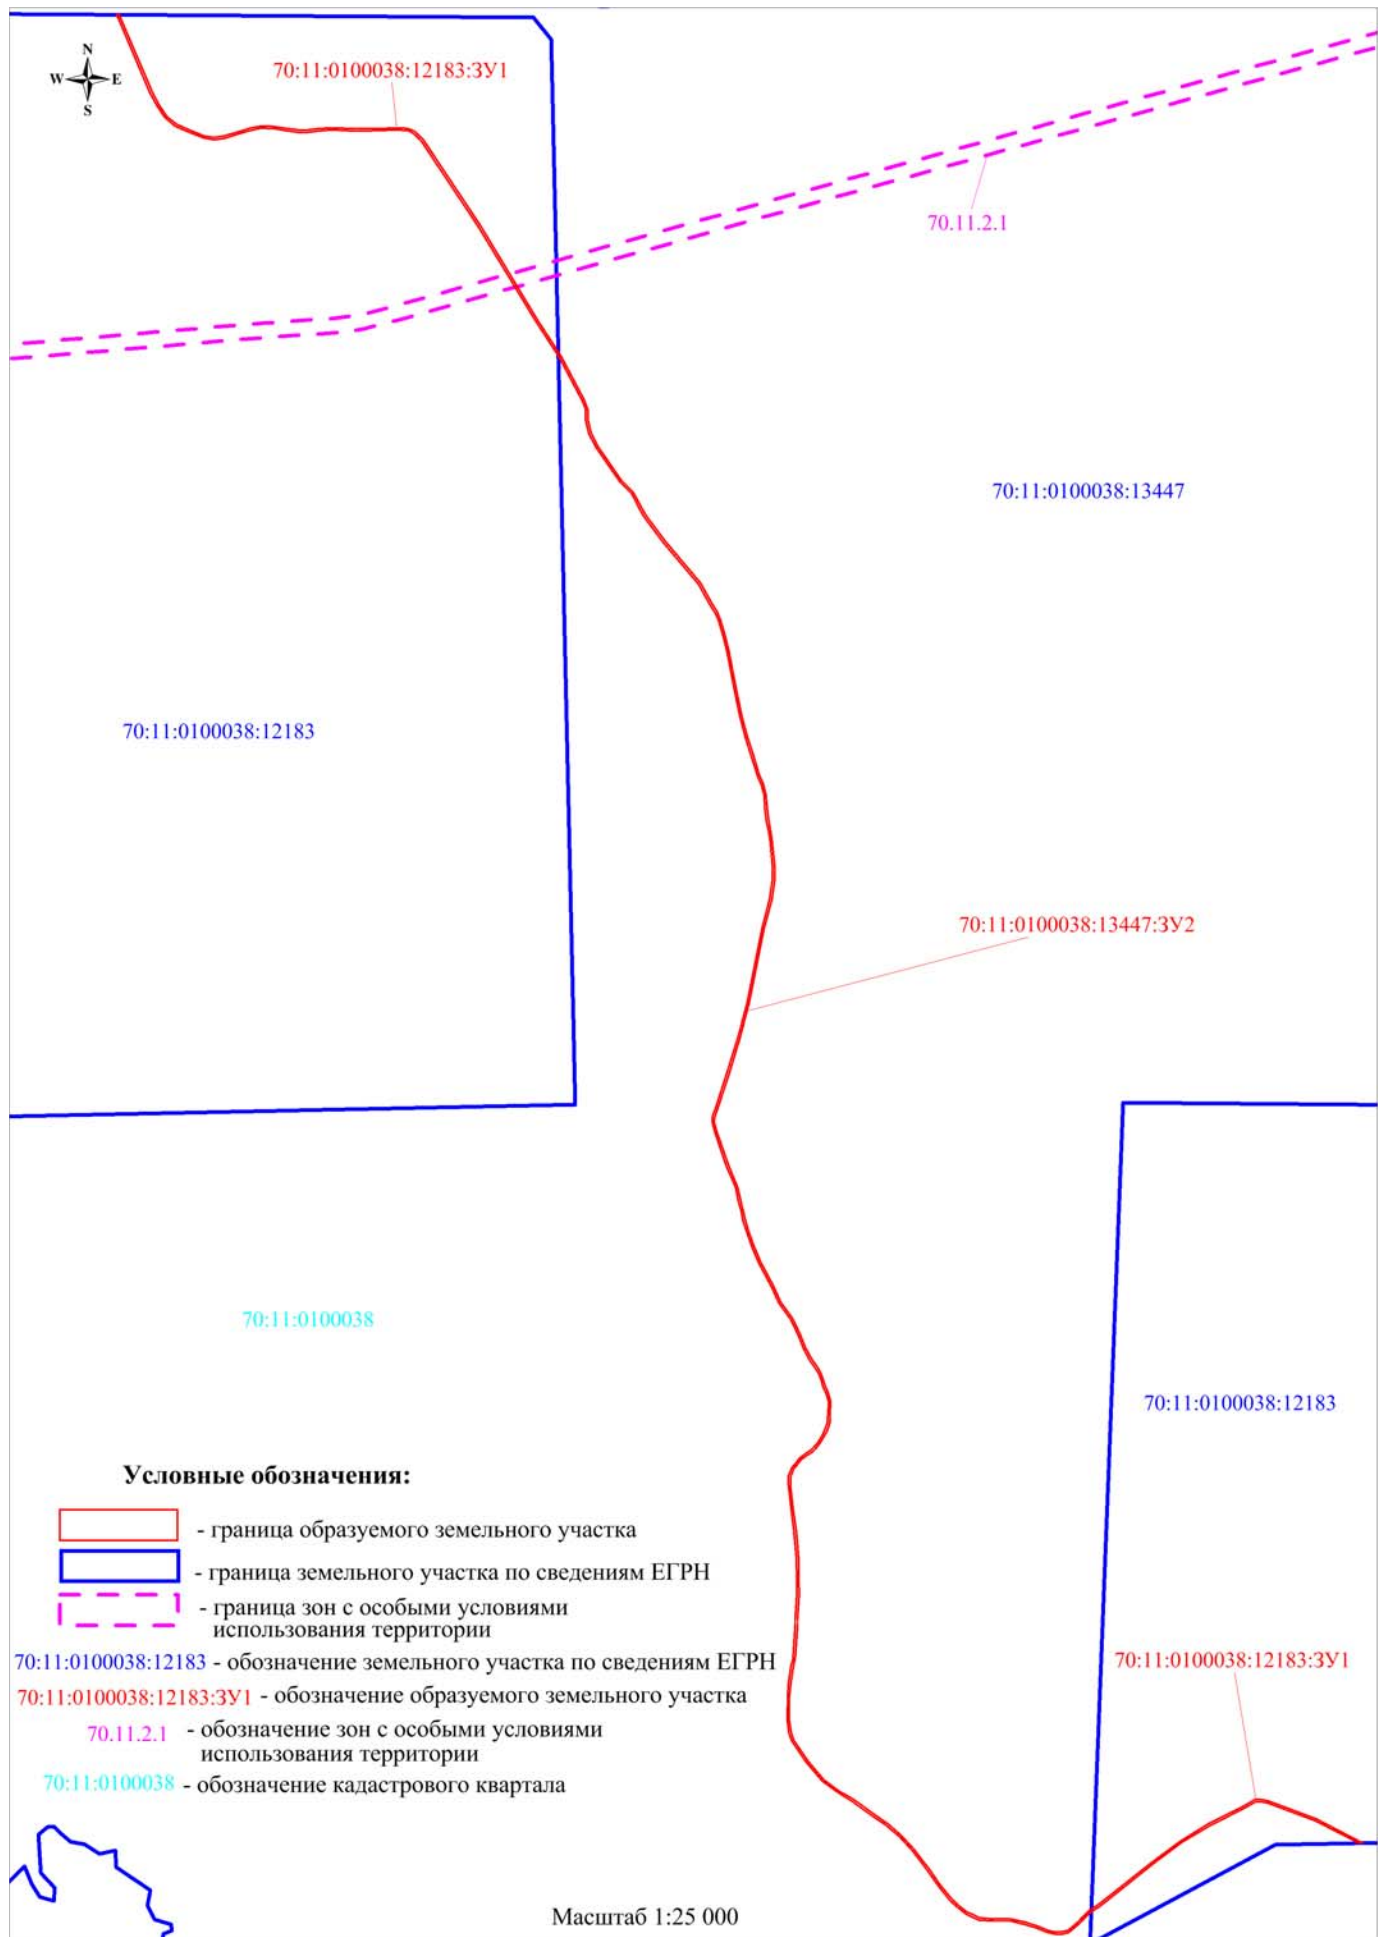 N
W E
S
70:11:0100038:12183:ЗУ1
70.11.2.1
70:11:0100038:13447
70:11:0100038:12183
70:11:0100038:13447:ЗУ2
70:11:0100038
70:11:0100038:12183
Условные обозначения:
- граница образуемого земельного участка
- граница земельного участка по сведениям ЕГРН
- граница зон с особыми условиями
использования территории
70:11:0100038:12183 - обозначение земельного участка по сведениям ЕГРН
70:11:0100038:12183:ЗУ1
70:11:0100038:12183:ЗУ1 - обозначение образуемого земельного участка
70.11.2.1 - обозначение зон с особыми условиями
использования территории
70:11:0100038 - обозначение кадастрового квартала
Масштаб 1:25 000